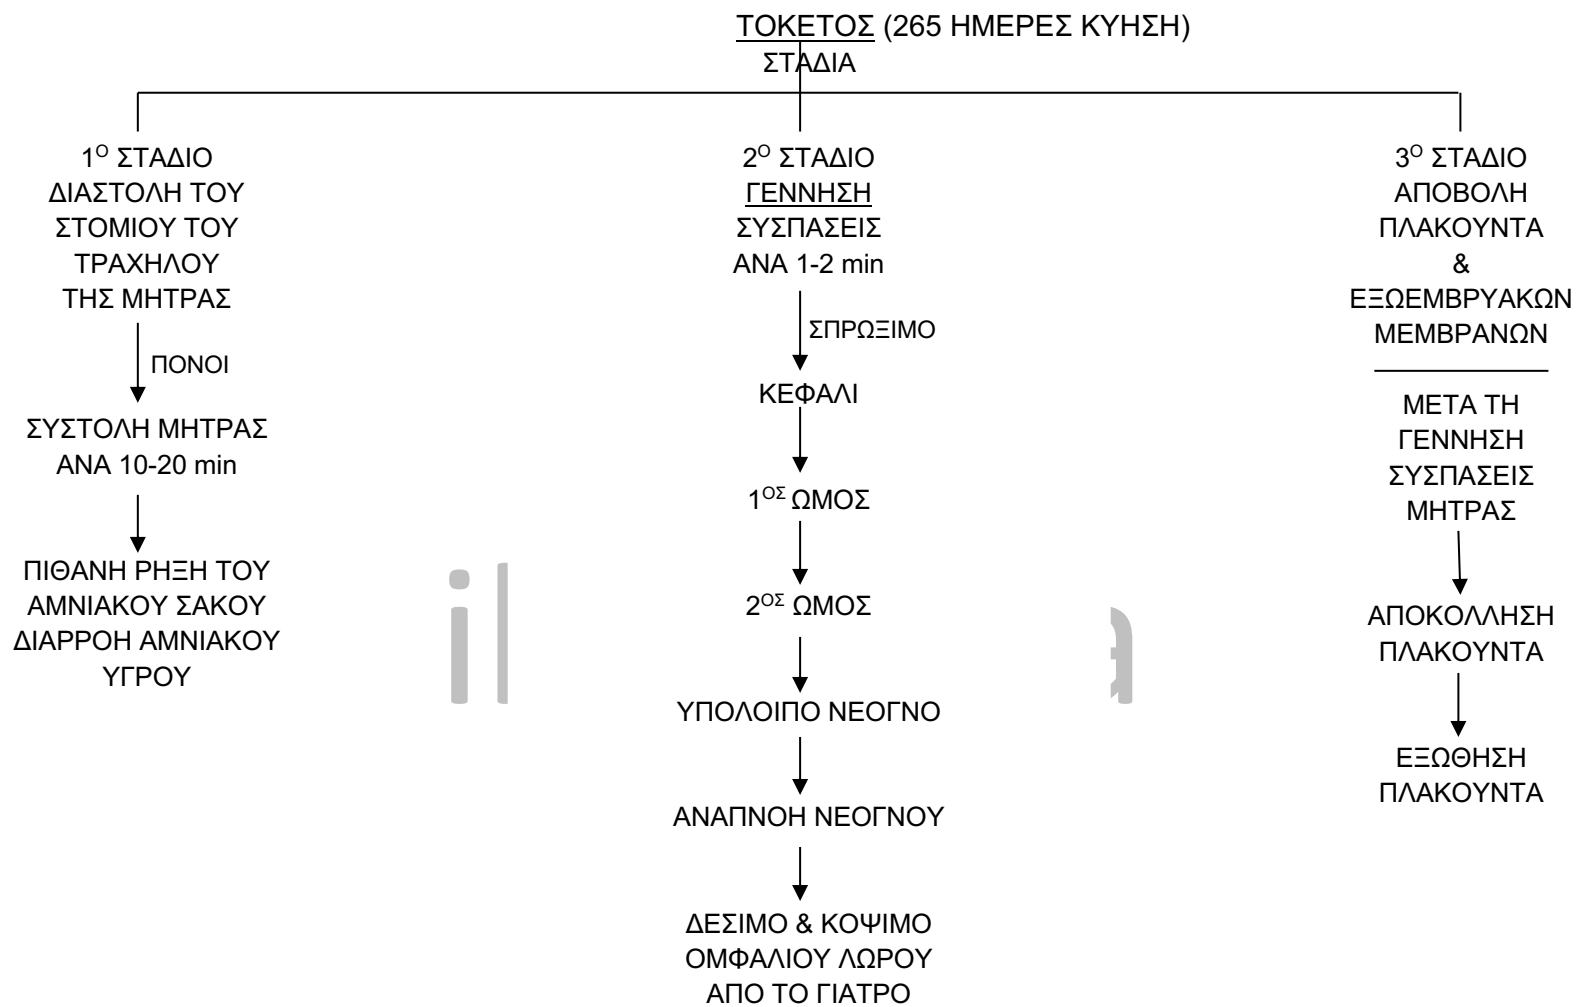 ΤΟΚΕΤΟΣ (265 ΗΜΕΡΕΣ ΚΥΗΣΗ)
ΣΤΑΔΙΑ
1Ο ΣΤΑΔΙΟ
ΔΙΑΣΤΟΛΗ ΤΟΥ
ΣΤΟΜΙΟΥ ΤΟΥ
ΤΡΑΧΗΛΟΥ
ΤΗΣ ΜΗΤΡΑΣ
ΠΟΝΟΙ
ΣΥΣΤΟΛΗ ΜΗΤΡΑΣ
ΑΝΑ 10-20 min
ΠΙΘΑΝΗ ΡΗΞΗ ΤΟΥ
ΑΜΝΙΑΚΟΥ ΣΑΚΟΥ
ΔΙΑΡΡΟΗ ΑΜΝΙΑΚΟΥ
ΥΓΡΟΥ
2Ο ΣΤΑΔΙΟ
ΓΕΝΝΗΣΗ
ΣΥΣΠΑΣΕΙΣ
ΑΝΑ 1-2 min
ΣΠΡΩΞΙΜΟ
ΚΕΦΑΛΙ
1ΟΣ ΩΜΟΣ
2ΟΣ ΩΜΟΣ
ΥΠΟΛΟΙΠΟ ΝΕΟΓΝΟ
ΑΝΑΠΝΟΗ ΝΕΟΓΝΟΥ
ΔΕΣΙΜΟ & ΚΟΨΙΜΟ
ΟΜΦΑΛΙΟΥ ΛΩΡΟΥ
ΑΠΟ ΤΟ ΓΙΑΤΡΟ
3Ο ΣΤΑΔΙΟ
ΑΠΟΒΟΛΗ
ΠΛΑΚΟΥΝΤΑ
&
ΕΞΩΕΜΒΡΥΑΚΩΝ
ΜΕΜΒΡΑΝΩΝ
ΜΕΤΑ ΤΗ
ΓΕΝΝΗΣΗ
ΣΥΣΠΑΣΕΙΣ
ΜΗΤΡΑΣ
ΑΠΟΚΟΛΛΗΣΗ
ΠΛΑΚΟΥΝΤΑ
ΕΞΩΘΗΣΗ
ΠΛΑΚΟΥΝΤΑ